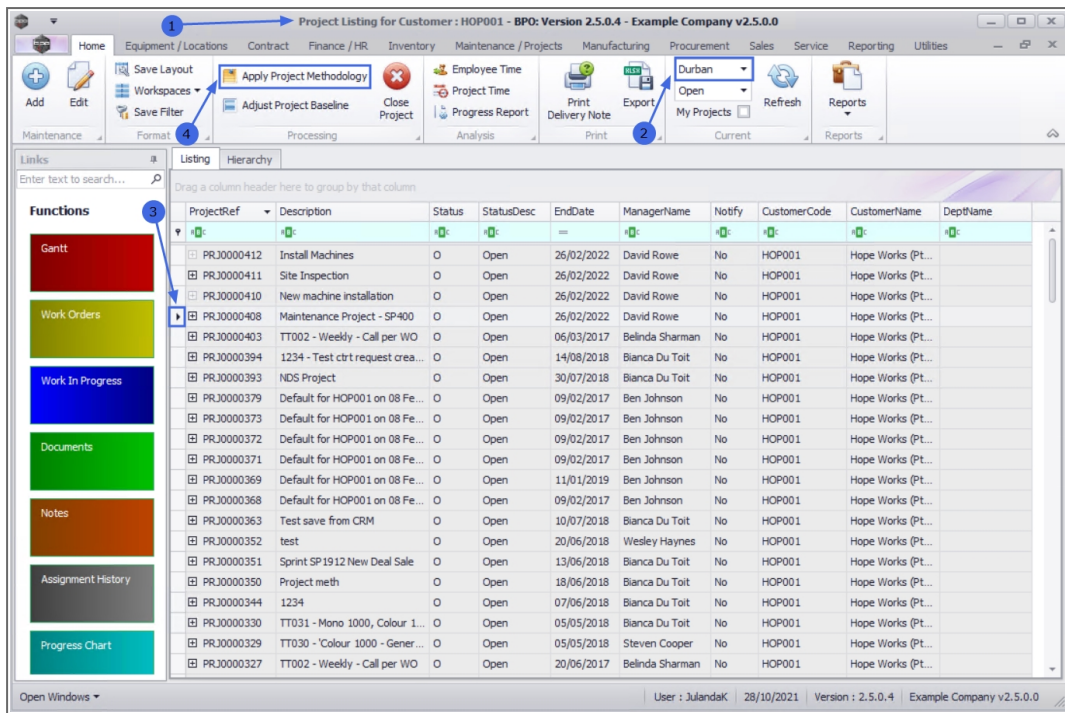 1
Project Listing for Customer : HOP001 - BPO: Version 2.5.0.4 - Example Company v2.5.0.0
Home Equipment / Locations Contract Finance / HR Inventory Maintenance / Projects Manufacturing Procurement Sales Service Reporting Utilities
Save Layout Apply Project Methodology Employee Time Durban
Workspaces Project Time Open
Add Edit Save Filter Adjust Project Baseline Close Project Progress Report Print Delivery Note Export My Projects Refresh Reports
4 2
Maintenance Format Processing Analysis Print Current Reports
Links Listing Hierarchy
Enter text to search... Drag a column header here to group by that column
Functions 3 ProjectRef Description Status StatusDesc EndDate ManagerName Notify CustomerCode CustomerName DeptName
Gantt
PRJ0000412 Install Machines O Open 26/02/2022 David Rowe No HOP001 Hope Works (Pt...
PRJ0000411 Site Inspection O Open 26/02/2022 David Rowe No HOP001 Hope Works (Pt...
PRJ0000410 New machine installation O Open 26/02/2022 David Rowe No HOP001 Hope Works (Pt...
Work Orders PRJ0000408 Maintenance Project - SP400 O Open 26/02/2022 David Rowe No HOP001 Hope Works (Pt...
PRJ0000403 TT002 - Weekly - Call per WO O Open 06/03/2017 Belinda Sharman No HOP001 Hope Works (Pt...
PRJ0000394 1234 - Test ctrt request crea... O Open 14/08/2018 Bianca Du Toit No HOP001 Hope Works (Pt...
Work In Progress PRJ0000393 NDS Project O Open 30/07/2018 Bianca Du Toit No HOP001 Hope Works (Pt...
PRJ0000379 Default for HOP001 on 08 Fe... O Open 09/02/2017 Ben Johnson No HOP001 Hope Works (Pt...
PRJ0000373 Default for HOP001 on 08 Fe... O Open 09/02/2017 Ben Johnson No HOP001 Hope Works (Pt...
Documents PRJ0000372 Default for HOP001 on 08 Fe... O Open 09/02/2017 Ben Johnson No HOP001 Hope Works (Pt...
PRJ0000371 Default for HOP001 on 08 Fe... O Open 09/02/2017 Ben Johnson No HOP001 Hope Works (Pt...
PRJ0000369 Default for HOP001 on 08 Fe... O Open 11/01/2019 Ben Johnson No HOP001 Hope Works (Pt...
Notes PRJ0000368 Default for HOP001 on 08 Fe... O Open 09/02/2017 Ben Johnson No HOP001 Hope Works (Pt...
PRJ0000363 Test save from CRM O Open 10/07/2018 Bianca Du Toit No HOP001 Hope Works (Pt...
PRJ0000352 test O Open 20/06/2018 Wesley Haynes No HOP001 Hope Works (Pt...
PRJ0000351 Sprint SP1912 New Deal Sale O Open 13/06/2018 Bianca Du Toit No HOP001 Hope Works (Pt...
Assignment History PRJ0000350 Project meth O Open 18/06/2018 Bianca Du Toit No HOP001 Hope Works (Pt...
PRJ0000344 1234 O Open 07/06/2018 Bianca Du Toit No HOP001 Hope Works (Pt...
PRJ0000330 TT031 - Mono 1000, Colour 1... O Open 05/05/2018 Bianca Du Toit No HOP001 Hope Works (Pt...
Progress Chart PRJ0000329 TT030 - 'Colour 1000 - Gener... O Open 05/05/2018 Steven Cooper No HOP001 Hope Works (Pt...
PRJ0000327 TT002 - Weekly - Call per WO O Open 20/06/2017 Belinda Sharman No HOP001 Hope Works (Pt...
Open Windows User : JulandaK 28/10/2021 Version : 2.5.0.4 Example Company v2.5.0.0